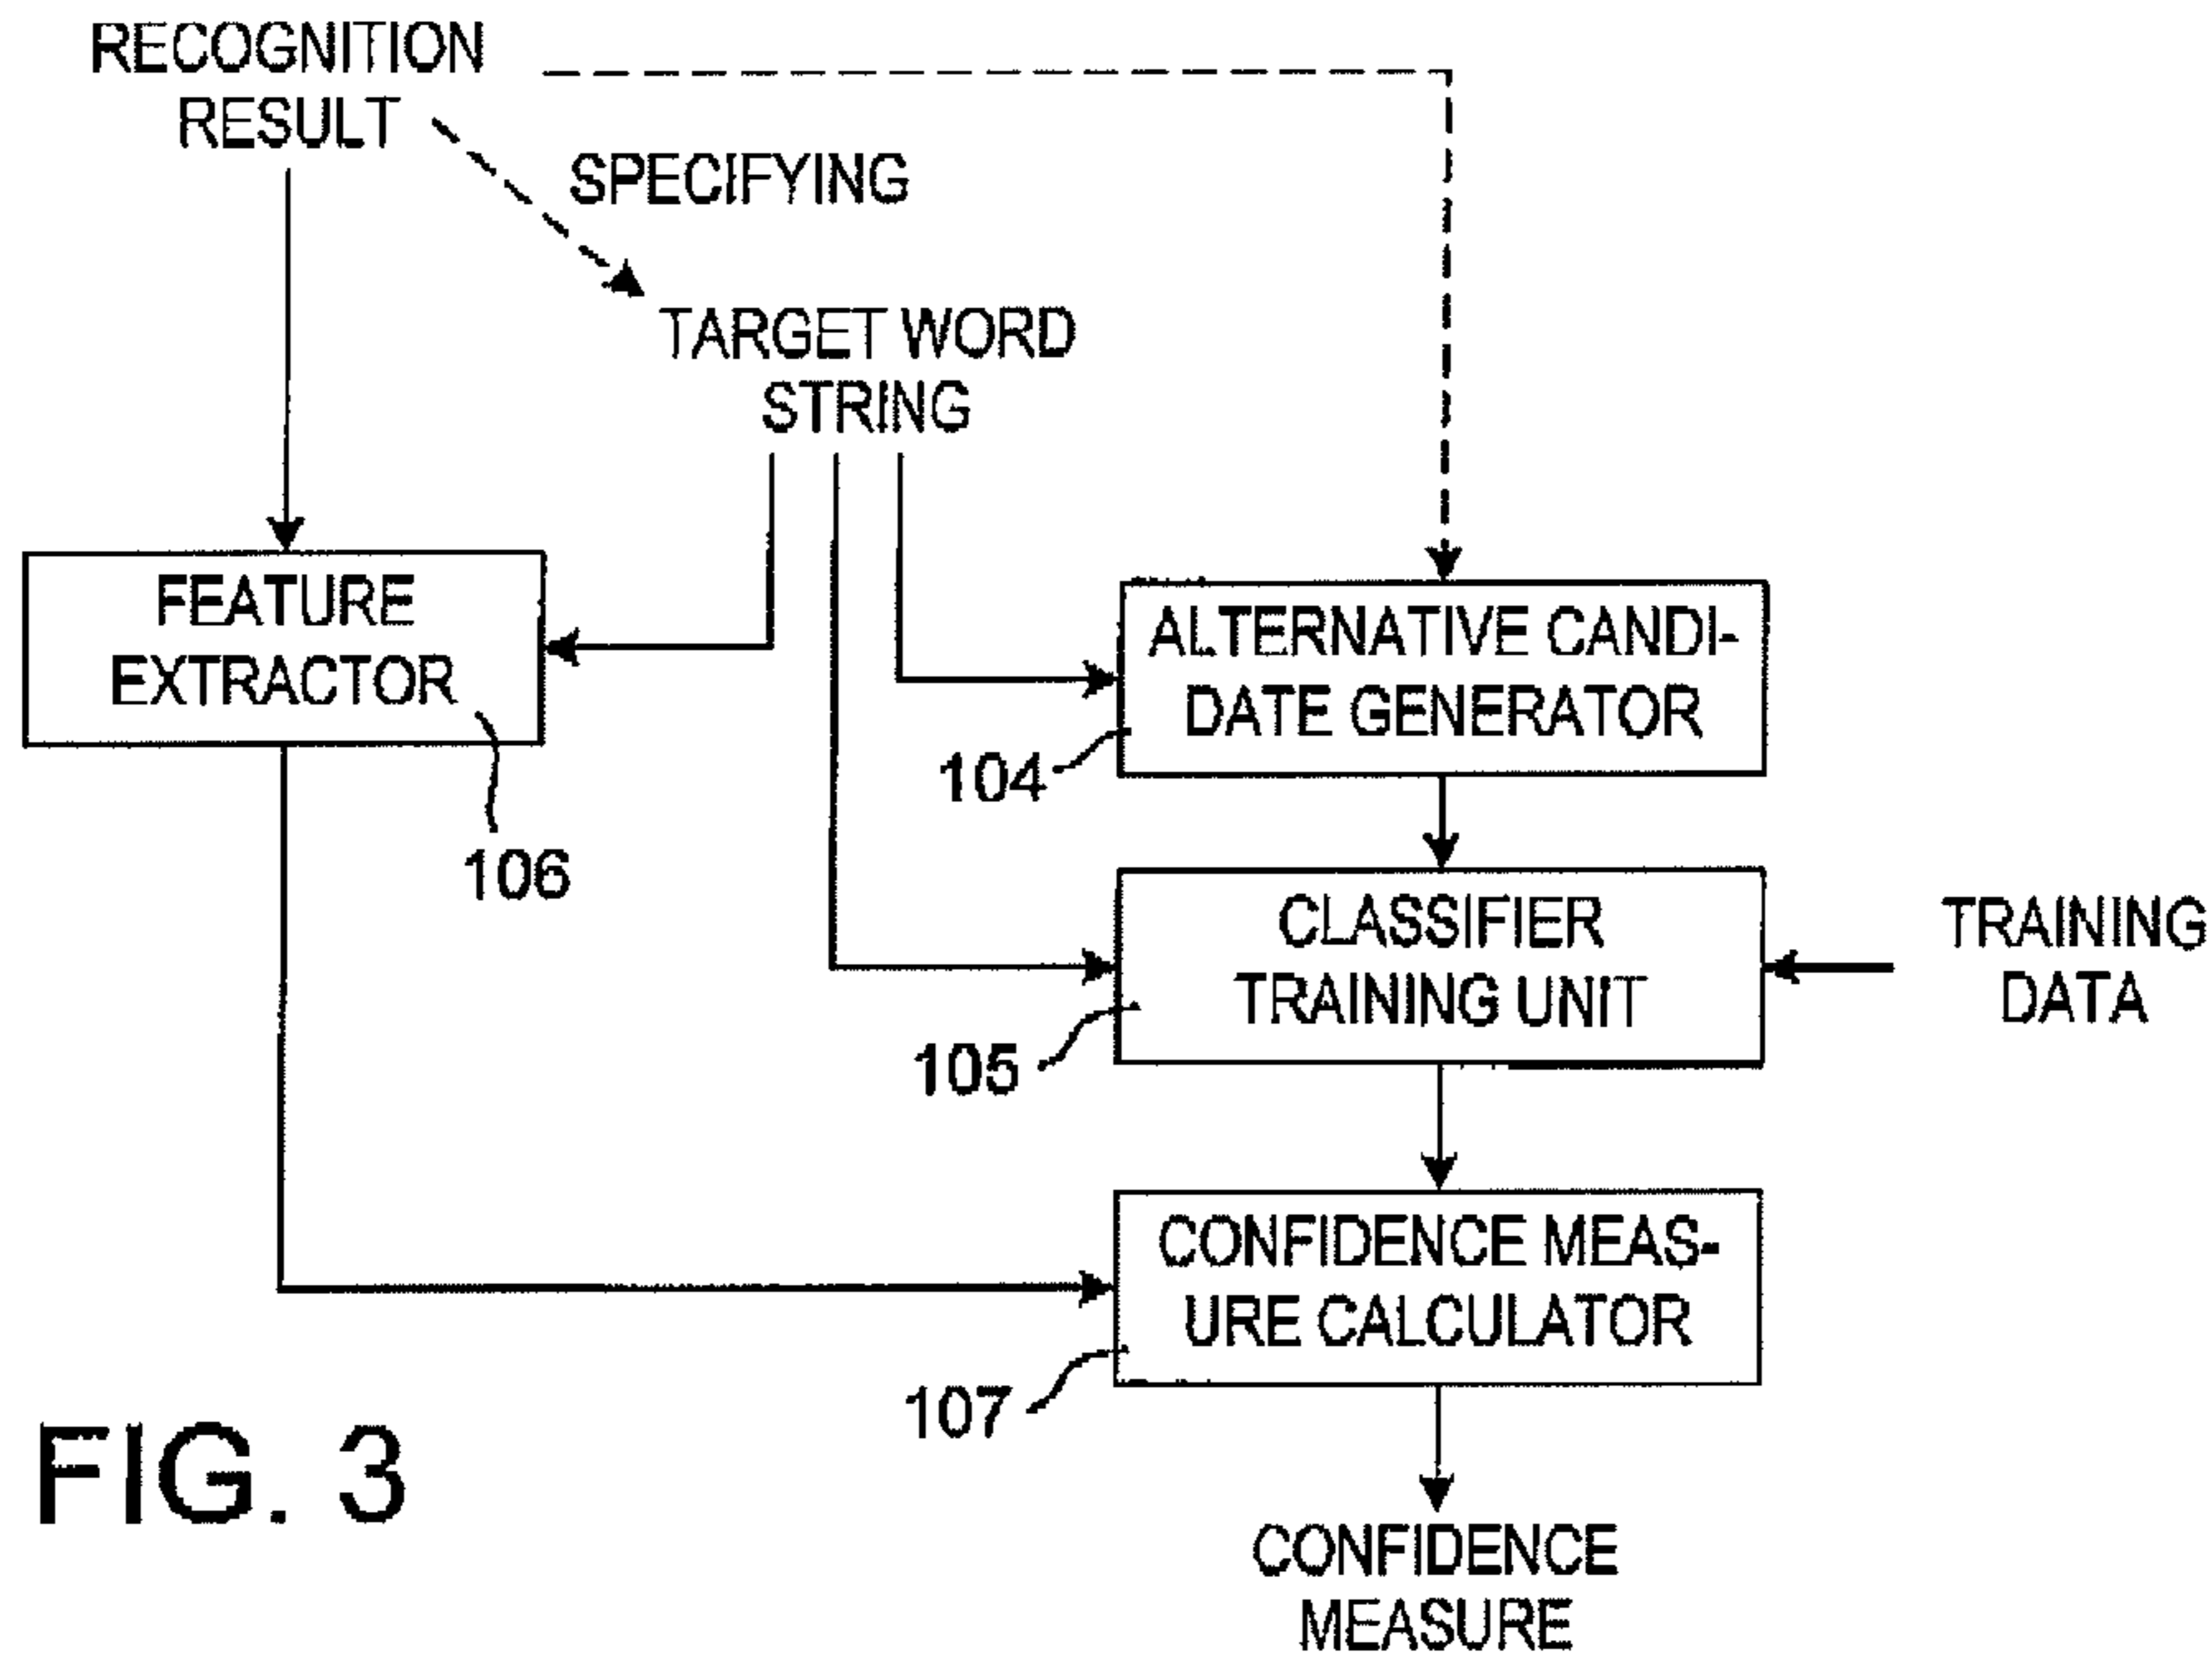 RECOGNITION
RESULT
SPECIFYING
TARGET WORD
STRING
FEATURE
EXTRACTOR
106
ALTERNATIVE CANDI-
DATE GENERATOR
104
CLASSIFIER
TRAINING UNIT
105
TRAINING
DATA
CONFIDENCE MEAS-
URE CALCULATOR
107
CONFIDENCE
MEASURE
FIG. 3